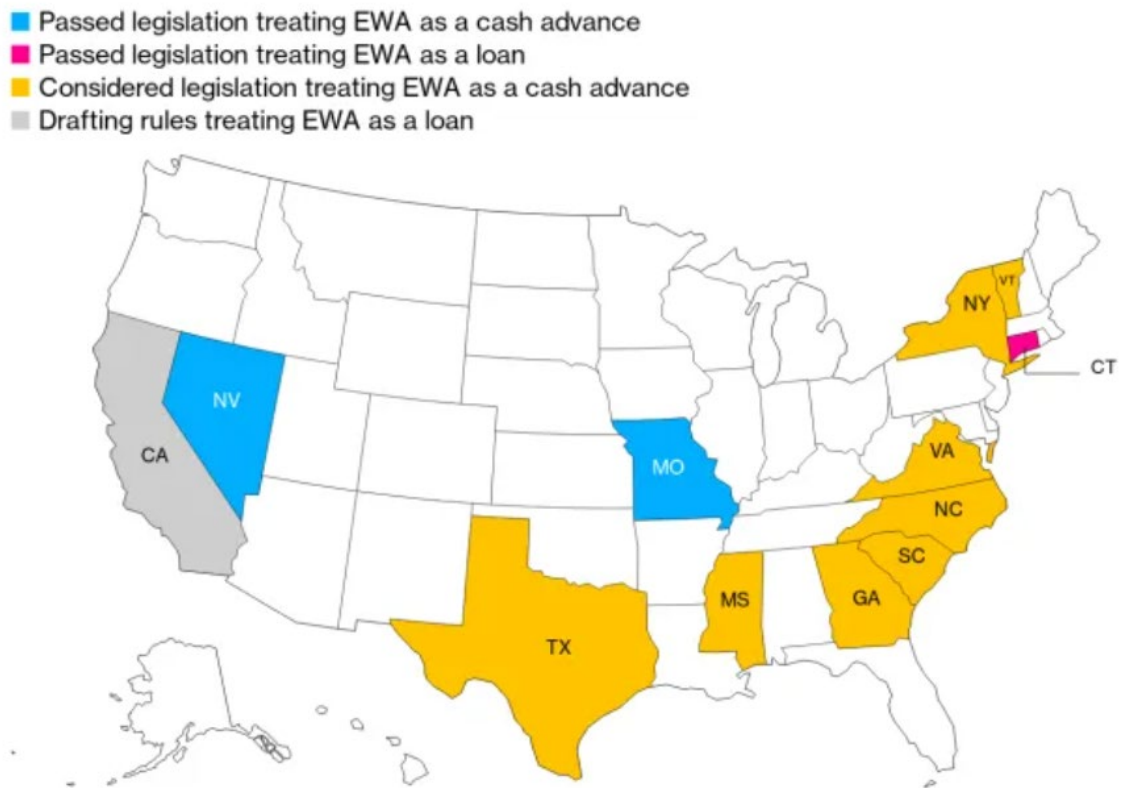 Passed legislation treating EWA as a cash advance
Passed legislation treating EWA as a loan
Considered legislation treating EWA as a cash advance
Drafting rules treating EWA as a loan
VT
NY
CT
NV
VA
CA
MO
NC
SC
MS
GA
TX